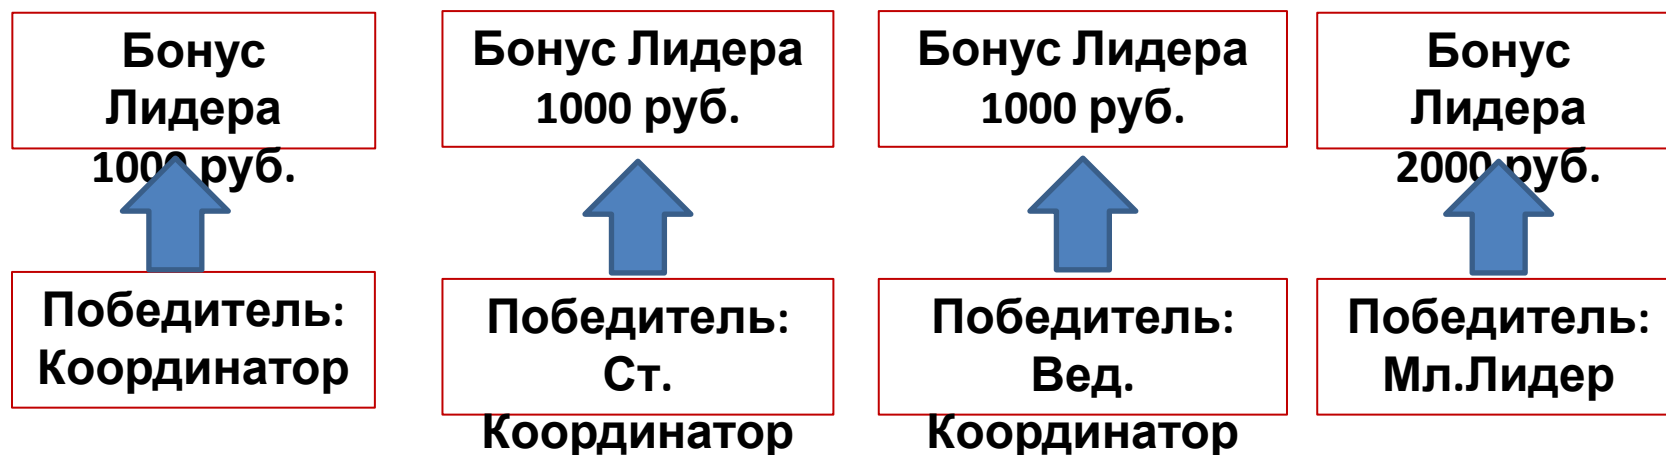 Бонус
Лидера
1000 руб.
Бонус Лидера
1000 руб.
Бонус Лидера
1000 руб.
Бонус
Лидера
2000 руб.
Победитель:
Координатор
Победитель:
Ст.
Координатор
Победитель:
Вед.
Координатор
Победитель:
Мл.Лидер